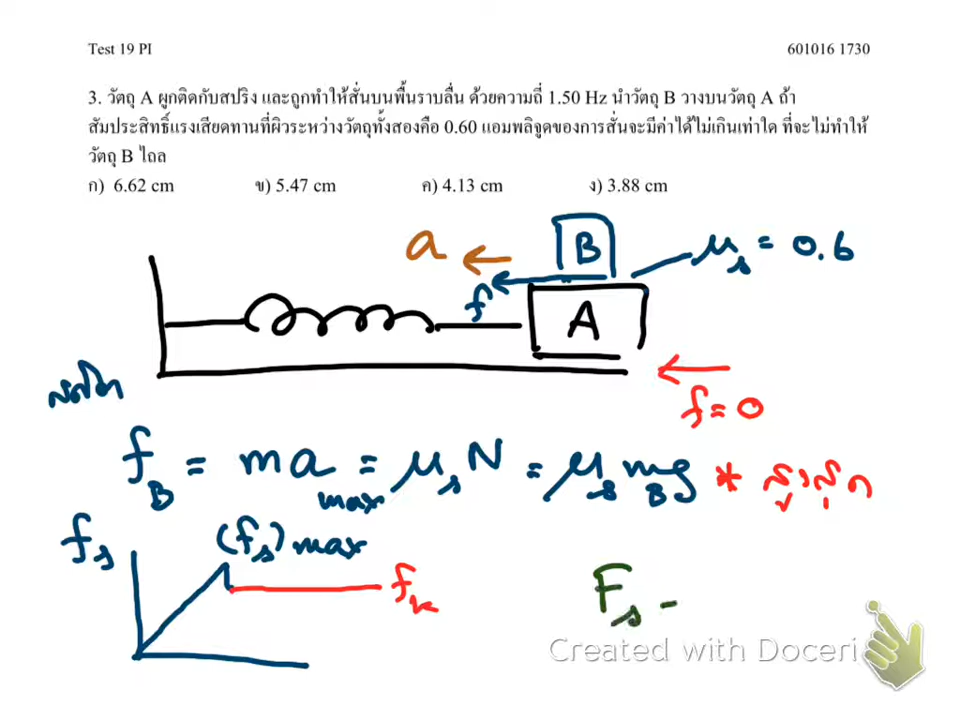 Test 19 PI 601016 1730
3. วัตถุ A ผูกติดกับสปริง และถูกทำให้สั่นบนพื้นราบลื่น ด้วยความถี่ 1.50 Hz นำวัตถุ B วางบนวัตถุ A ถ้า
สัมประสิทธิ์แรงเสียดทานที่ผิวระหว่างวัตถุทั้งสองคือ 0.60 แอมพลิจูดของการสั่นจะมีค่าได้ไม่เกินเท่าใด ที่จะไม่ทำให้
วัตถุ B ไถล
ก) 6.62 cm ข) 5.47 cm ค) 4.13 cm ง) 3.88 cm
a B μs = 0.6
f A
f = 0
สถิต
fB = ma max = μs N = μs mB g * สูงสุด
fs (fs) max
fk
Fs -
Created with Doceri